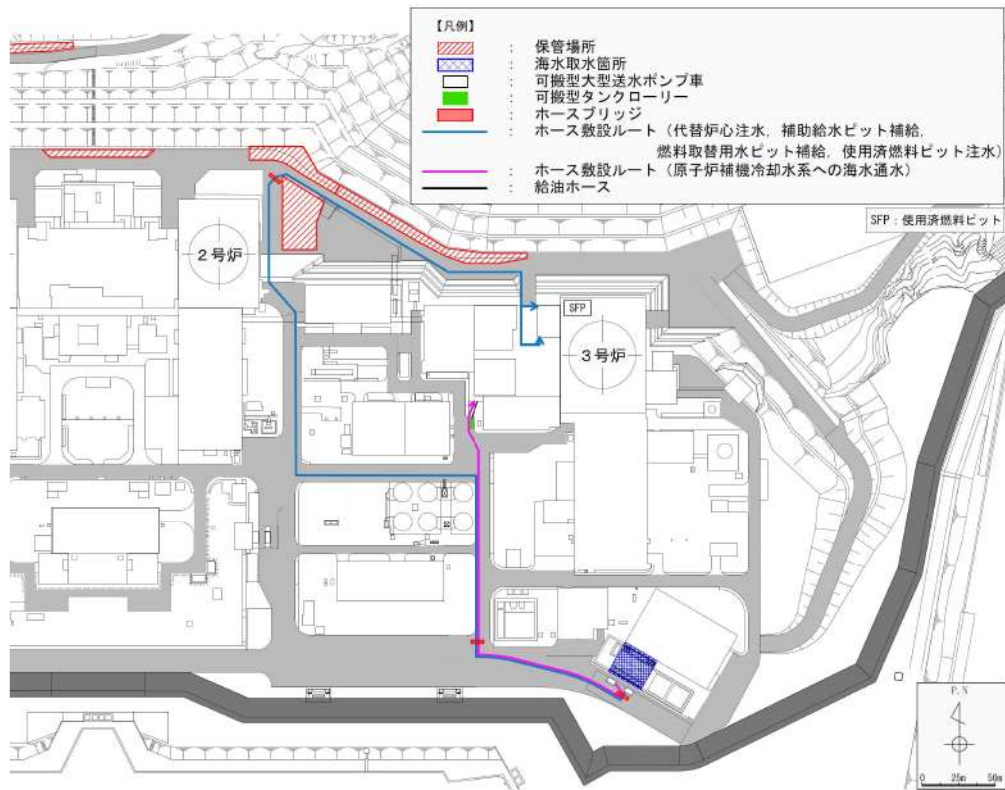 【凡例】
： 保管場所
： 海水取水箇所
： 可搬型大型送水ポンプ車
： 可搬型タンクローリー
： ホースブリッジ
： ホース敷設ルート（代替炉心注水，補助給水ピット補給，
燃料取替用水ピット補給，使用済燃料ピット注水）
： ホース敷設ルート（原子炉補機冷却水系への海水通水）
： 給油ホース
SFP：使用済燃料ピット
2号炉
SFP
3号炉
P.N
0 25m 50m